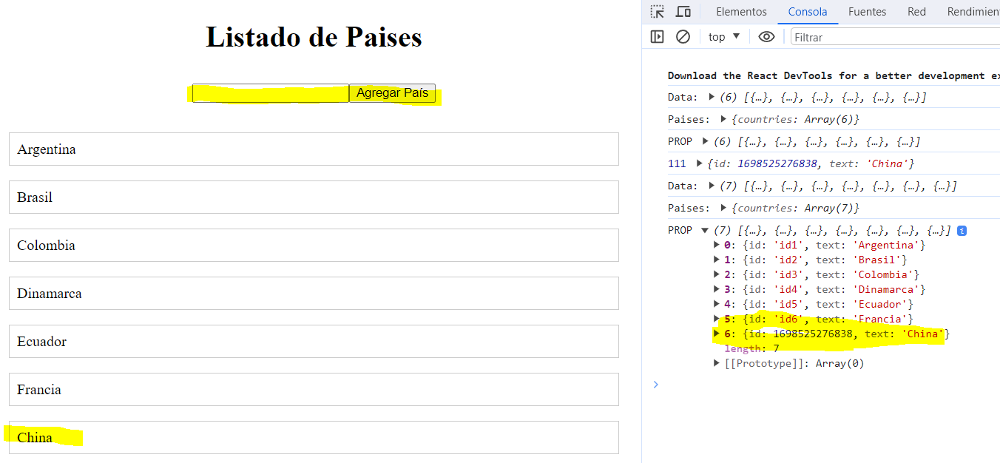 Listado de Paises
Agregar País
Argentina
Brasil
Colombia
Dinamarca
Ecuador
Francia
China
Elementos Consola Fuentes Red Rendimien
top ▼ Filtrar
Download the React DevTools for a better development ex
Data: ▶ (6) [{…}, {…}, {…}, {…}, {…}, {…}]
Paises: ▶ {countries: Array(6)}
PROP ▶ (6) [{…}, {…}, {…}, {…}, {…}, {…}]
111 ▶ {id: 1698525276838, text: 'China'}
Data: ▶ (7) [{…}, {…}, {…}, {…}, {…}, {…}, {…}]
Paises: ▶ {countries: Array(7)}
PROP ▼ (7) [{…}, {…}, {…}, {…}, {…}, {…}, {…}] i
▶ 0: {id: 'id1', text: 'Argentina'}
▶ 1: {id: 'id2', text: 'Brasil'}
▶ 2: {id: 'id3', text: 'Colombia'}
▶ 3: {id: 'id4', text: 'Dinamarca'}
▶ 4: {id: 'id5', text: 'Ecuador'}
▶ 5: {id: 'id6', text: 'Francia'}
▶ 6: {id: 1698525276838, text: 'China'}
length: 7
▶ [[Prototype]]: Array(0)